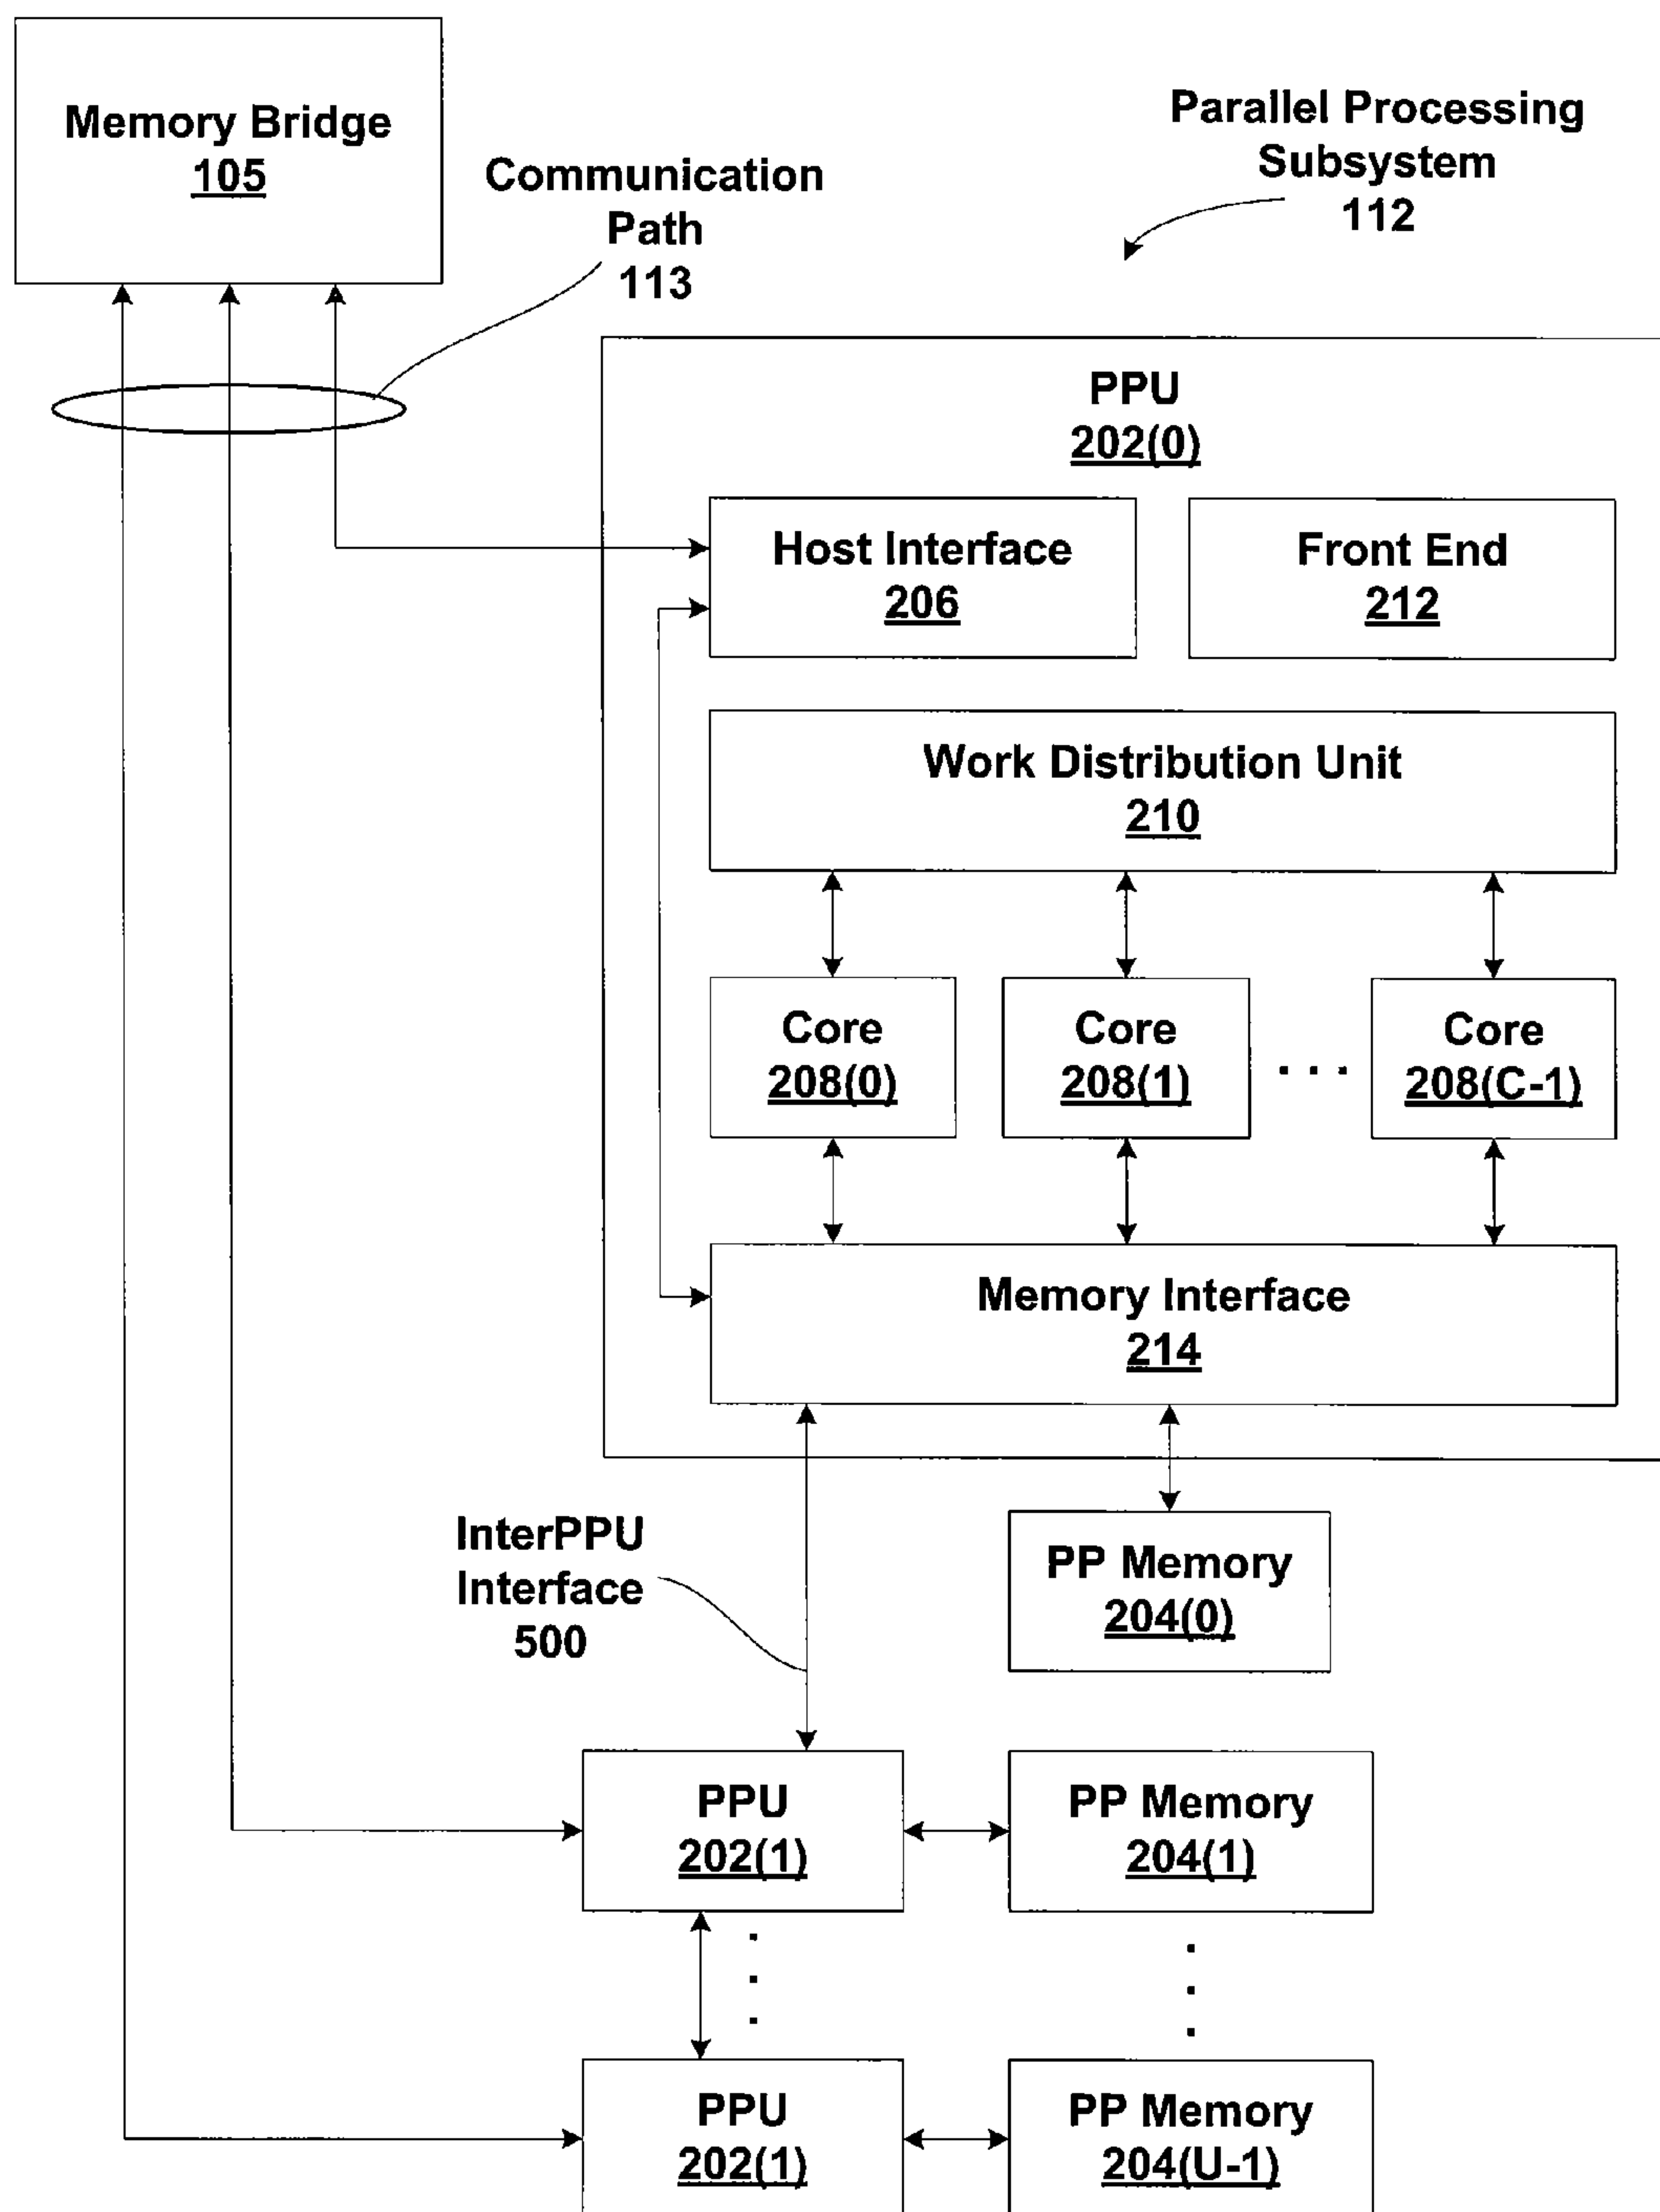 Memory Bridge
105
Communication
Path
113
Parallel Processing
Subsystem
112
PPU
202(0)
Host Interface
206
Front End
212
Work Distribution Unit
210
Core
208(0)
Core
208(1)
. . .
Core
208(C-1)
Memory Interface
214
InterPPU
Interface
500
PP Memory
204(0)
PPU
202(1)
PP Memory
204(1)
PPU
202(1)
PP Memory
204(U-1)